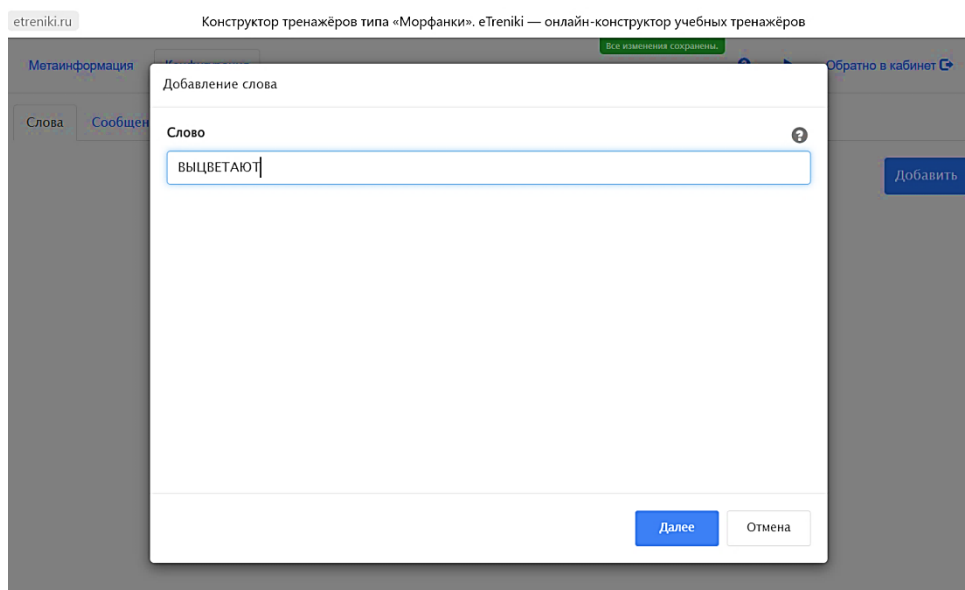 etreniki.ru Конструктор тренажёров типа «Морфанки». eTreniki — онлайн-конструктор учебных тренажёров
Все изменения сохранены.
Метаинформация Обратно в кабинет
Добавление слова
Слова Сообщен
Слово
ВЫЦВЕТАЮТ
Добавить
Далее Отмена